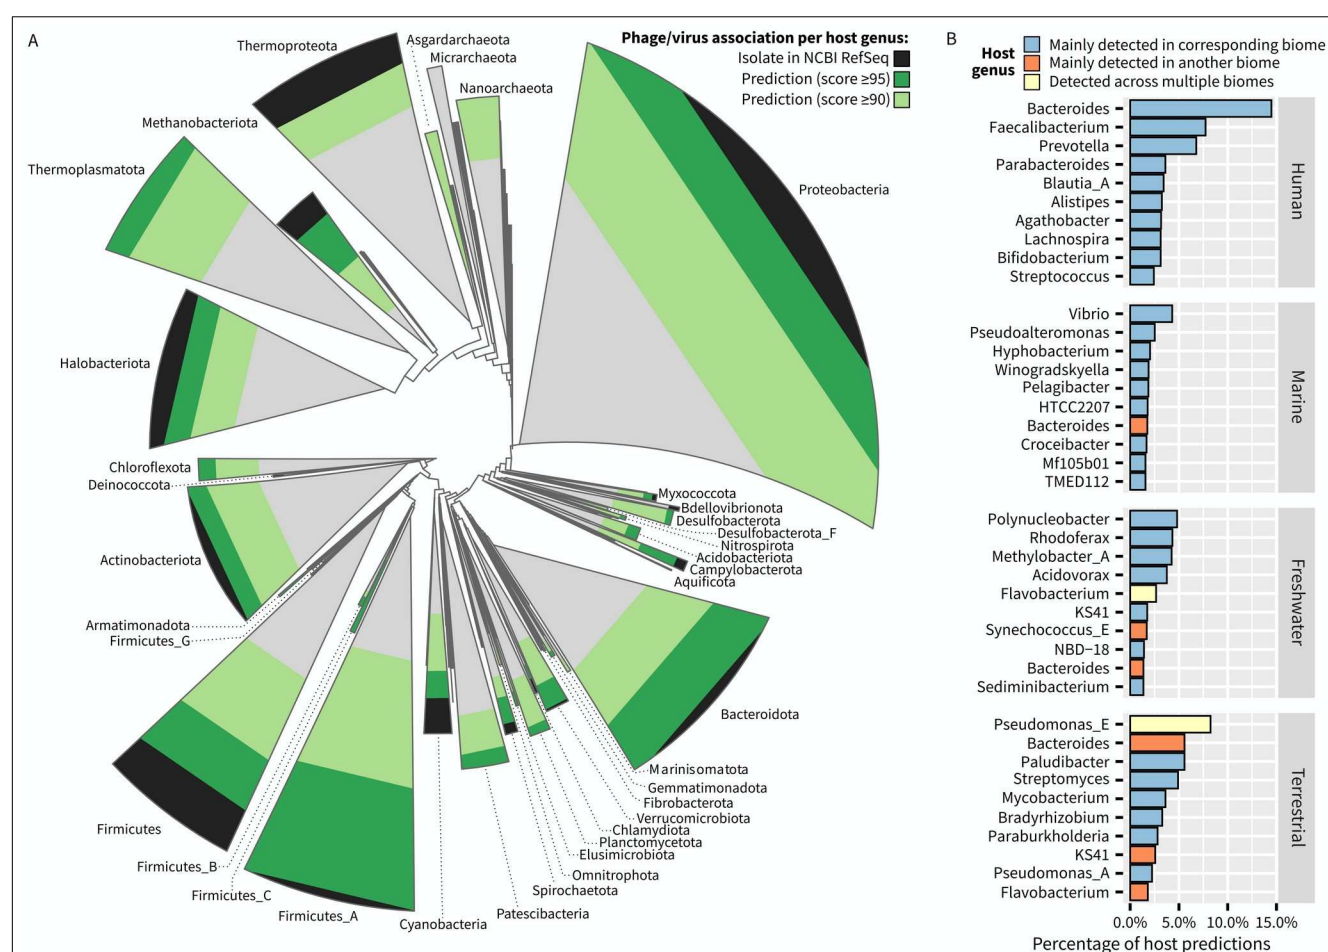 A
Phage/virus association per host genus:
Isolate in NCBI RefSeq
Prediction (score ≥95)
Prediction (score ≥90)
Thermoproteota
Asgardarchaeota
Micrarchaeota
Nanoarchaeota
Methanobacteriota
Thermoplasmatota
Proteobacteria
Halobacteriota
Chloroflexota
Deinococcota
Actinobacteriota
Armatimonadota
Firmicutes_G
Firmicutes
Firmicutes_B
Firmicutes_C
Firmicutes_A
Cyanobacteria
Patescibacteria
Spirochaetota
Omnitrophota
Elusimicrobiota
Planctomycetota
Chlamydiota
Verrucomicrobiota
Fibrobacterota
Gemmatimonadota
Marinisomatota
Bacteroidota
Myxococcota
Bdellovibrionota
Desulfobacterota
Desulfobacterota_F
Nitrospirota
Acidobacteriota
Campylobacterota
Aquificota
B
Host genus
Mainly detected in corresponding biome
Mainly detected in another biome
Detected across multiple biomes
Bacteroides
Faecalibacterium
Prevotella
Parabacteroides
Blautia_A
Alistipes
Agathobacter
Lachnospira
Bifidobacterium
Streptococcus
Human
Vibrio
Pseudoalteromonas
Hyphobacterium
Winogradskyella
Pelagibacter
HTCC2207
Bacteroides
Croceibacter
Mf105b01
TMED112
Marine
Polynucleobacter
Rhodoferax
Methylobacter_A
Acidovorax
Flavobacterium
KS41
Synechococcus_E
NBD−18
Bacteroides
Sediminibacterium
Freshwater
Pseudomonas_E
Bacteroides
Paludibacter
Streptomyces
Mycobacterium
Bradyrhizobium
Paraburkholderia
KS41
Pseudomonas_A
Flavobacterium
Terrestrial
0.0% 5.0% 10.0% 15.0%
Percentage of host predictions